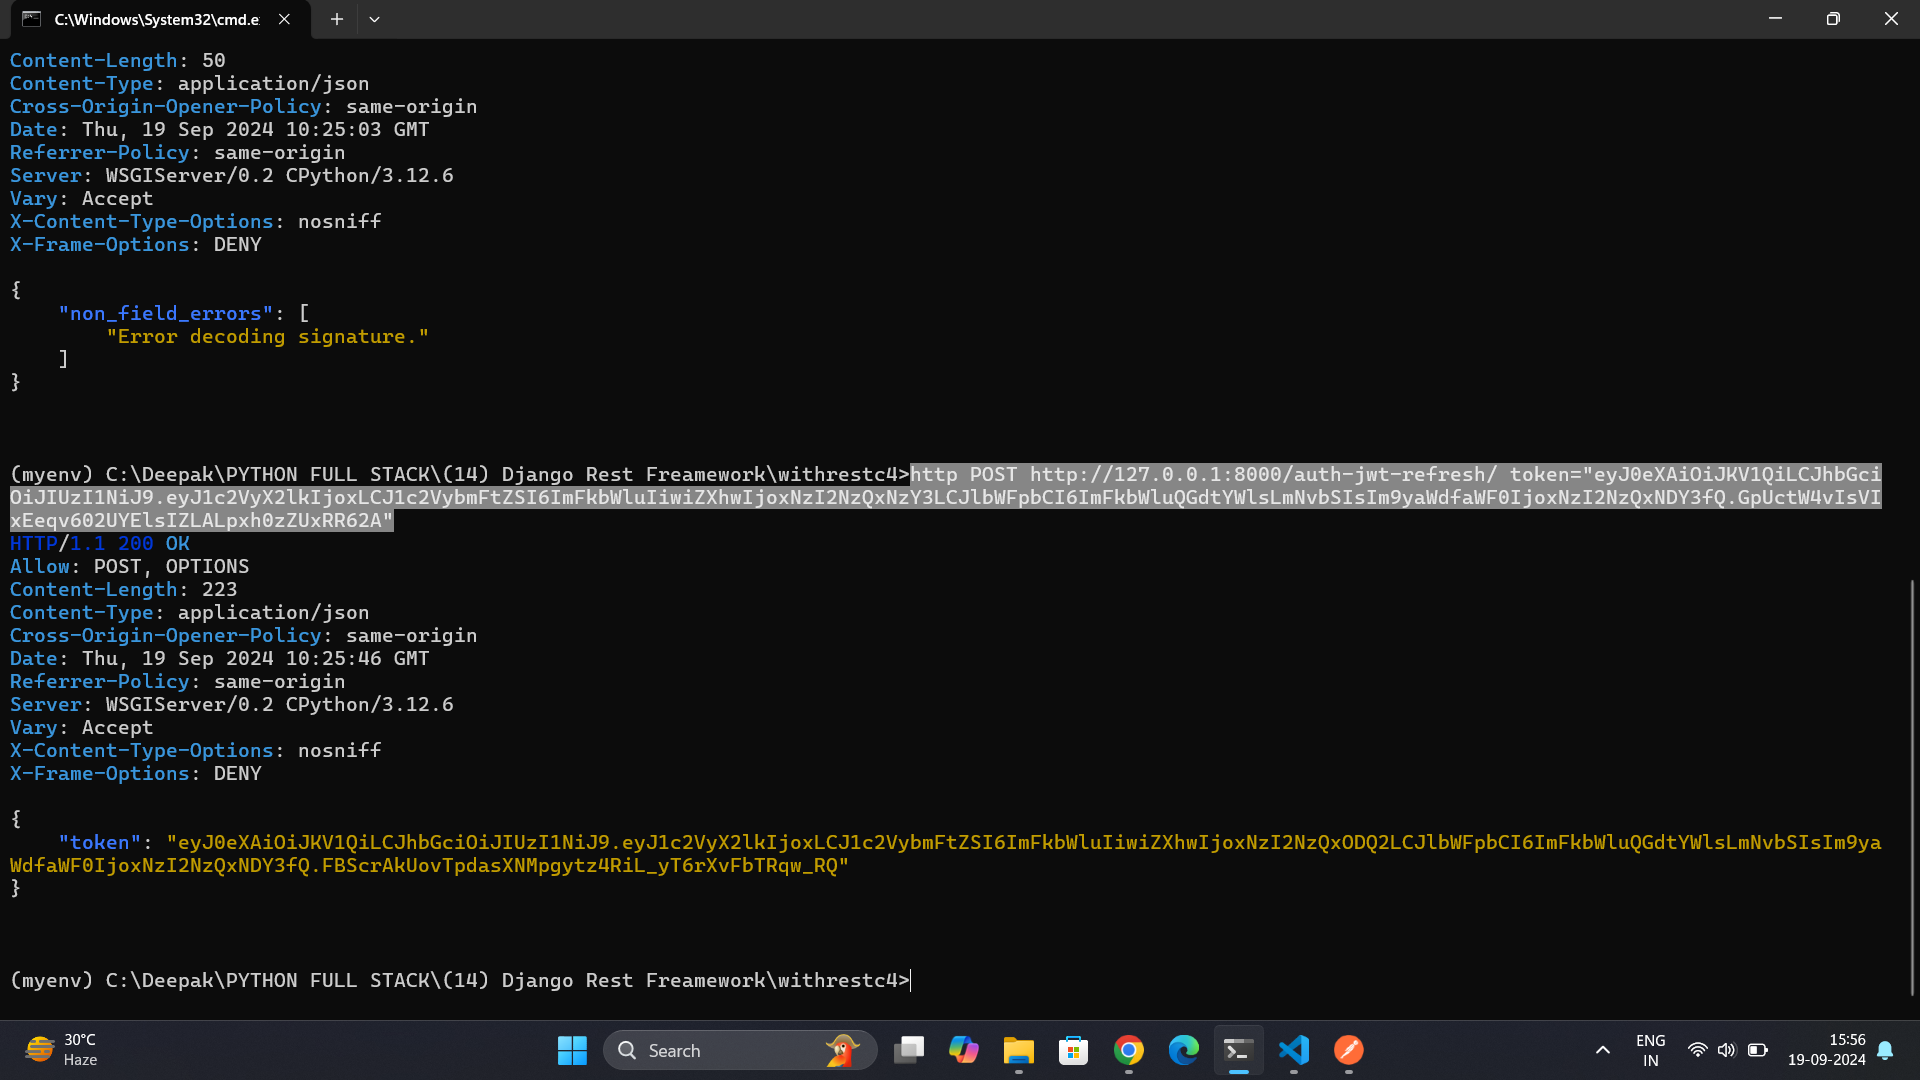 C:\Windows\System32\cmd.e
Content-Length: 50
Content-Type: application/json
Cross-Origin-Opener-Policy: same-origin
Date: Thu, 19 Sep 2024 10:25:03 GMT
Referrer-Policy: same-origin
Server: WSGIServer/0.2 CPython/3.12.6
Vary: Accept
X-Content-Type-Options: nosniff
X-Frame-Options: DENY
{
"non_field_errors": [
"Error decoding signature."
]
}
(myenv) C:\Deepak\PYTHON FULL STACK\(14) Django Rest Freamework\withrestc4>http POST http://127.0.0.1:8000/auth-jwt-refresh/ token="eyJ0eXAiOiJKV1QiLCJhbGci
OiJIUzI1NiJ9.eyJ1c2VyX2lkIjoxLCJ1c2VybmFtZSI6ImFkbWluIiwiZXhwIjoxNzI2NzQxNzY3LCJlbWFpbCI6ImFkbWluQGdtYWlsLmNvbSIsIm9yaWdfaWF0IjoxNzI2NzQxNDY3fQ.GpUctW4vIsVI
xEeqv602UYElsIZLALpxh0zZUxRR62A"
HTTP/1.1 200 OK
Allow: POST, OPTIONS
Content-Length: 223
Content-Type: application/json
Cross-Origin-Opener-Policy: same-origin
Date: Thu, 19 Sep 2024 10:25:46 GMT
Referrer-Policy: same-origin
Server: WSGIServer/0.2 CPython/3.12.6
Vary: Accept
X-Content-Type-Options: nosniff
X-Frame-Options: DENY
{
"token": "eyJ0eXAiOiJKV1QiLCJhbGciOiJIUzI1NiJ9.eyJ1c2VyX2lkIjoxLCJ1c2VybmFtZSI6ImFkbWluIiwiZXhwIjoxNzI2NzQxODQ2LCJlbWFpbCI6ImFkbWluQGdtYWlsLmNvbSIsIm9ya
WdfaWF0IjoxNzI2NzQxNDY3fQ.FBScrAkUovTpdasXNMpgytz4RiL_yT6rXvFbTRqw_RQ"
}
(myenv) C:\Deepak\PYTHON FULL STACK\(14) Django Rest Freamework\withrestc4>
30°C
Haze
Search
ENG
IN
15:56
19-09-2024